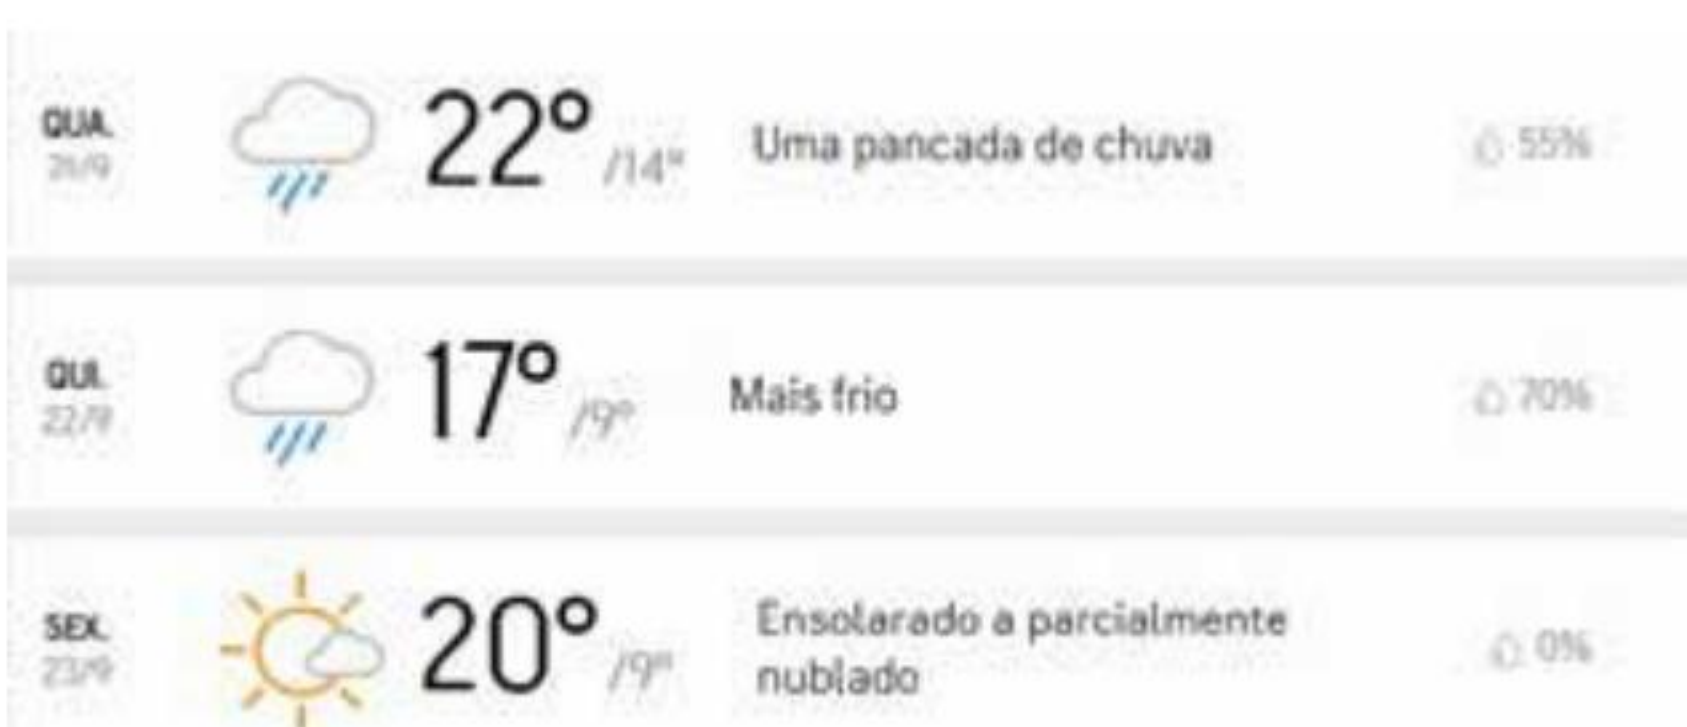 QUA.
21/9
22°
/14°
Uma pancada de chuva
55%
QUI.
22/9
17°
/9°
Mais frio
70%
SEX.
23/9
20°
/9°
Ensolarado a parcialmente
nublado
0%